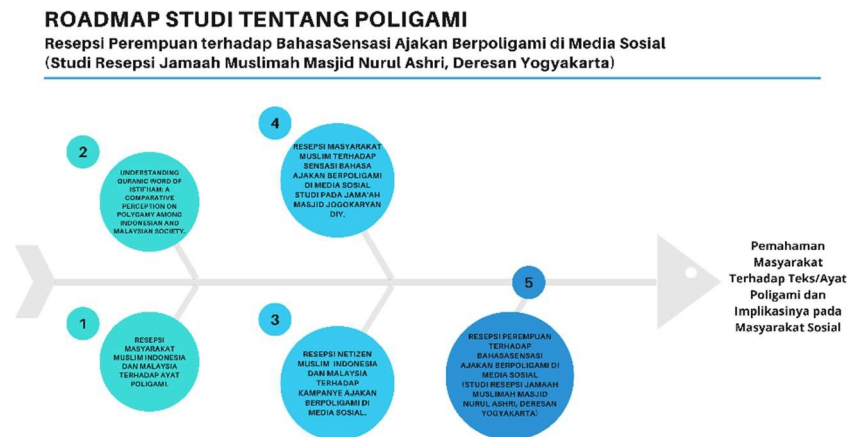 ROADMAP STUDI TENTANG POLIGAMI
Resepsi Perempuan terhadap BahasaSensasi Ajakan Berpoligami di Media Sosial
(Studi Resepsi Jamaah Muslimah Masjid Nurul Ashri, Deresan Yogyakarta)
2
UNDERSTANDING
QURANIC WORD OF
ISTIFHAM: A
COMPARATIVE
PERCEPTION ON
POLYGAMY AMONG
INDONESIAN AND
MALAYSIAN SOCIETY.
4
RESEPSI MASYARAKAT
MUSLIM TERHADAP
SENSASI BAHASA
AJAKAN BERPOLIGAMI
DI MEDIA SOSIAL
STUDI PADA JAMA'AH
MASJID JOGOKARYAN
DIY.
1
RESEPSI
MASYARAKAT
MUSLIM INDONESIA
DAN MALAYSIA
TERHADAP AYAT
POLIGAMI.
3
RESEPSI NETIZEN
MUSLIM INDONESIA
DAN MALAYSIA
TERHADAP
KAMPANYE AJAKAN
BERPOLIGAMI DI
MEDIA SOSIAL.
5
RESEPSI PEREMPUAN
TERHADAP
BAHASASENSASI
AJAKAN BERPOLIGAMI DI
MEDIA SOSIAL
(STUDI RESEPSI JAMAAH
MUSLIMAH MASJID
NURUL ASHRI, DERESAN
YOGYAKARTA)
Pemahaman
Masyarakat
Terhadap Teks/Ayat
Poligami dan
Implikasinya pada
Masyarakat Sosial